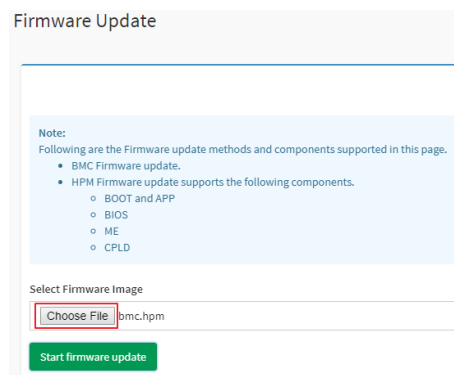 Firmware Update
Note:
Following are the Firmware update methods and components supported in this page.
• BMC Firmware update.
• HPM Firmware update supports the following components.
○ BOOT and APP
○ BIOS
○ ME
○ CPLD
Select Firmware Image
Choose File bmc.hpm
Start firmware update